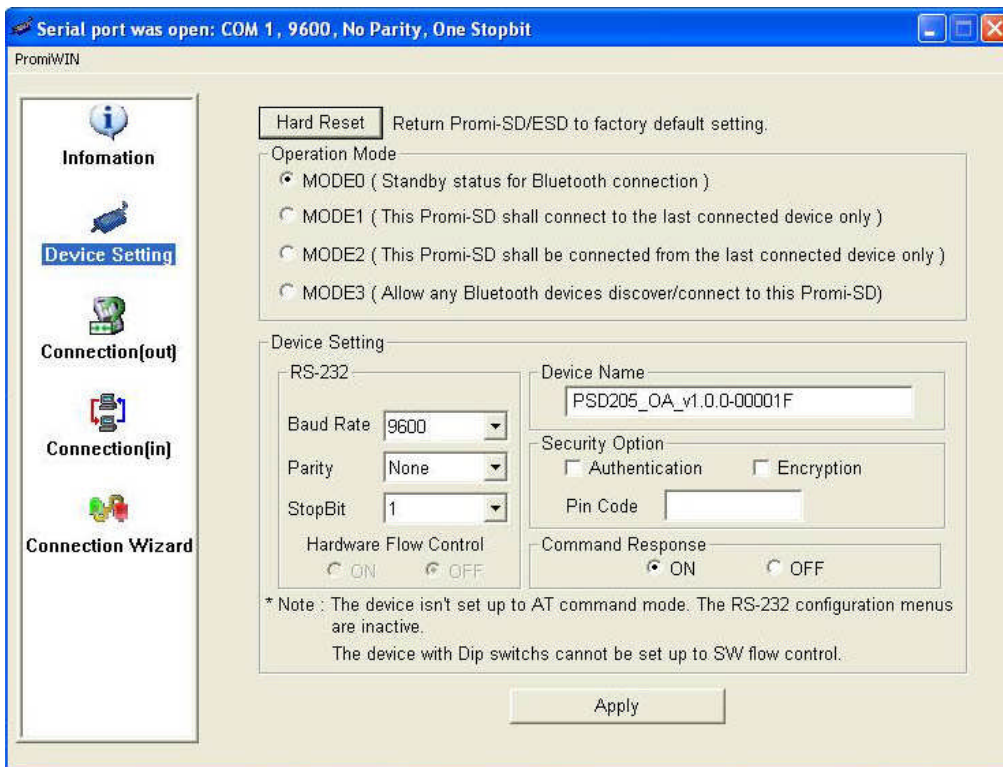 Serial port was open: COM 1, 9600, No Parity, One Stopbit
PromiWIN
Infomation
Device Setting
Connection(out)
Connection(in)
Connection Wizard
Hard Reset Return Promi-SD/ESD to factory default setting.
Operation Mode
MODE0 ( Standby status for Bluetooth connection )
MODE1 ( This Promi-SD shall connect to the last connected device only )
MODE2 ( This Promi-SD shall be connected from the last connected device only )
MODE3 ( Allow any Bluetooth devices discover/connect to this Promi-SD)
Device Setting
RS-232
Baud Rate 9600
Parity None
StopBit 1
Hardware Flow Control
ON OFF
Device Name
PSD205_OA_v1.0.0-00001F
Security Option
Authentication Encryption
Pin Code
Command Response
ON OFF
* Note : The device isn't set up to AT command mode. The RS-232 configuration menus
are inactive.
The device with Dip switchs cannot be set up to SW flow control.
Apply